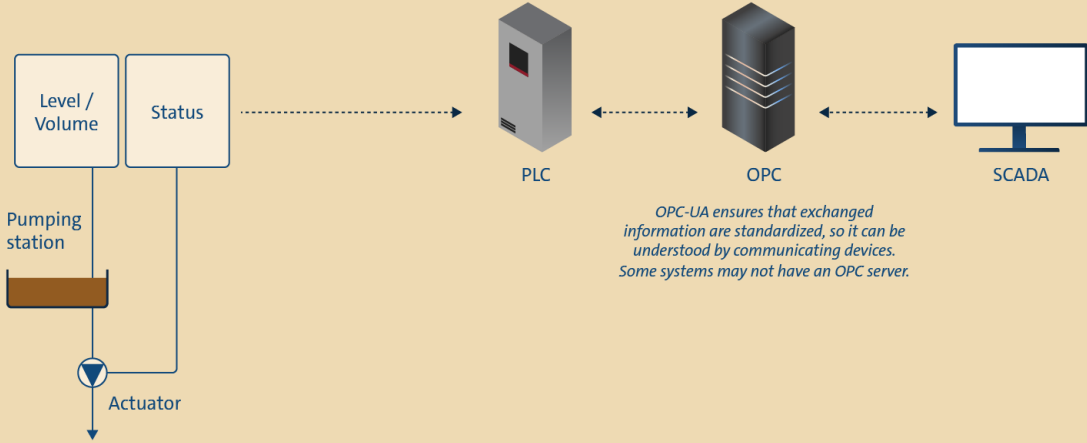 Level /
Volume
Status
Pumping
station
Actuator
PLC
OPC
SCADA
OPC-UA ensures that exchanged
information are standardized, so it can be
understood by communicating devices.
Some systems may not have an OPC server.